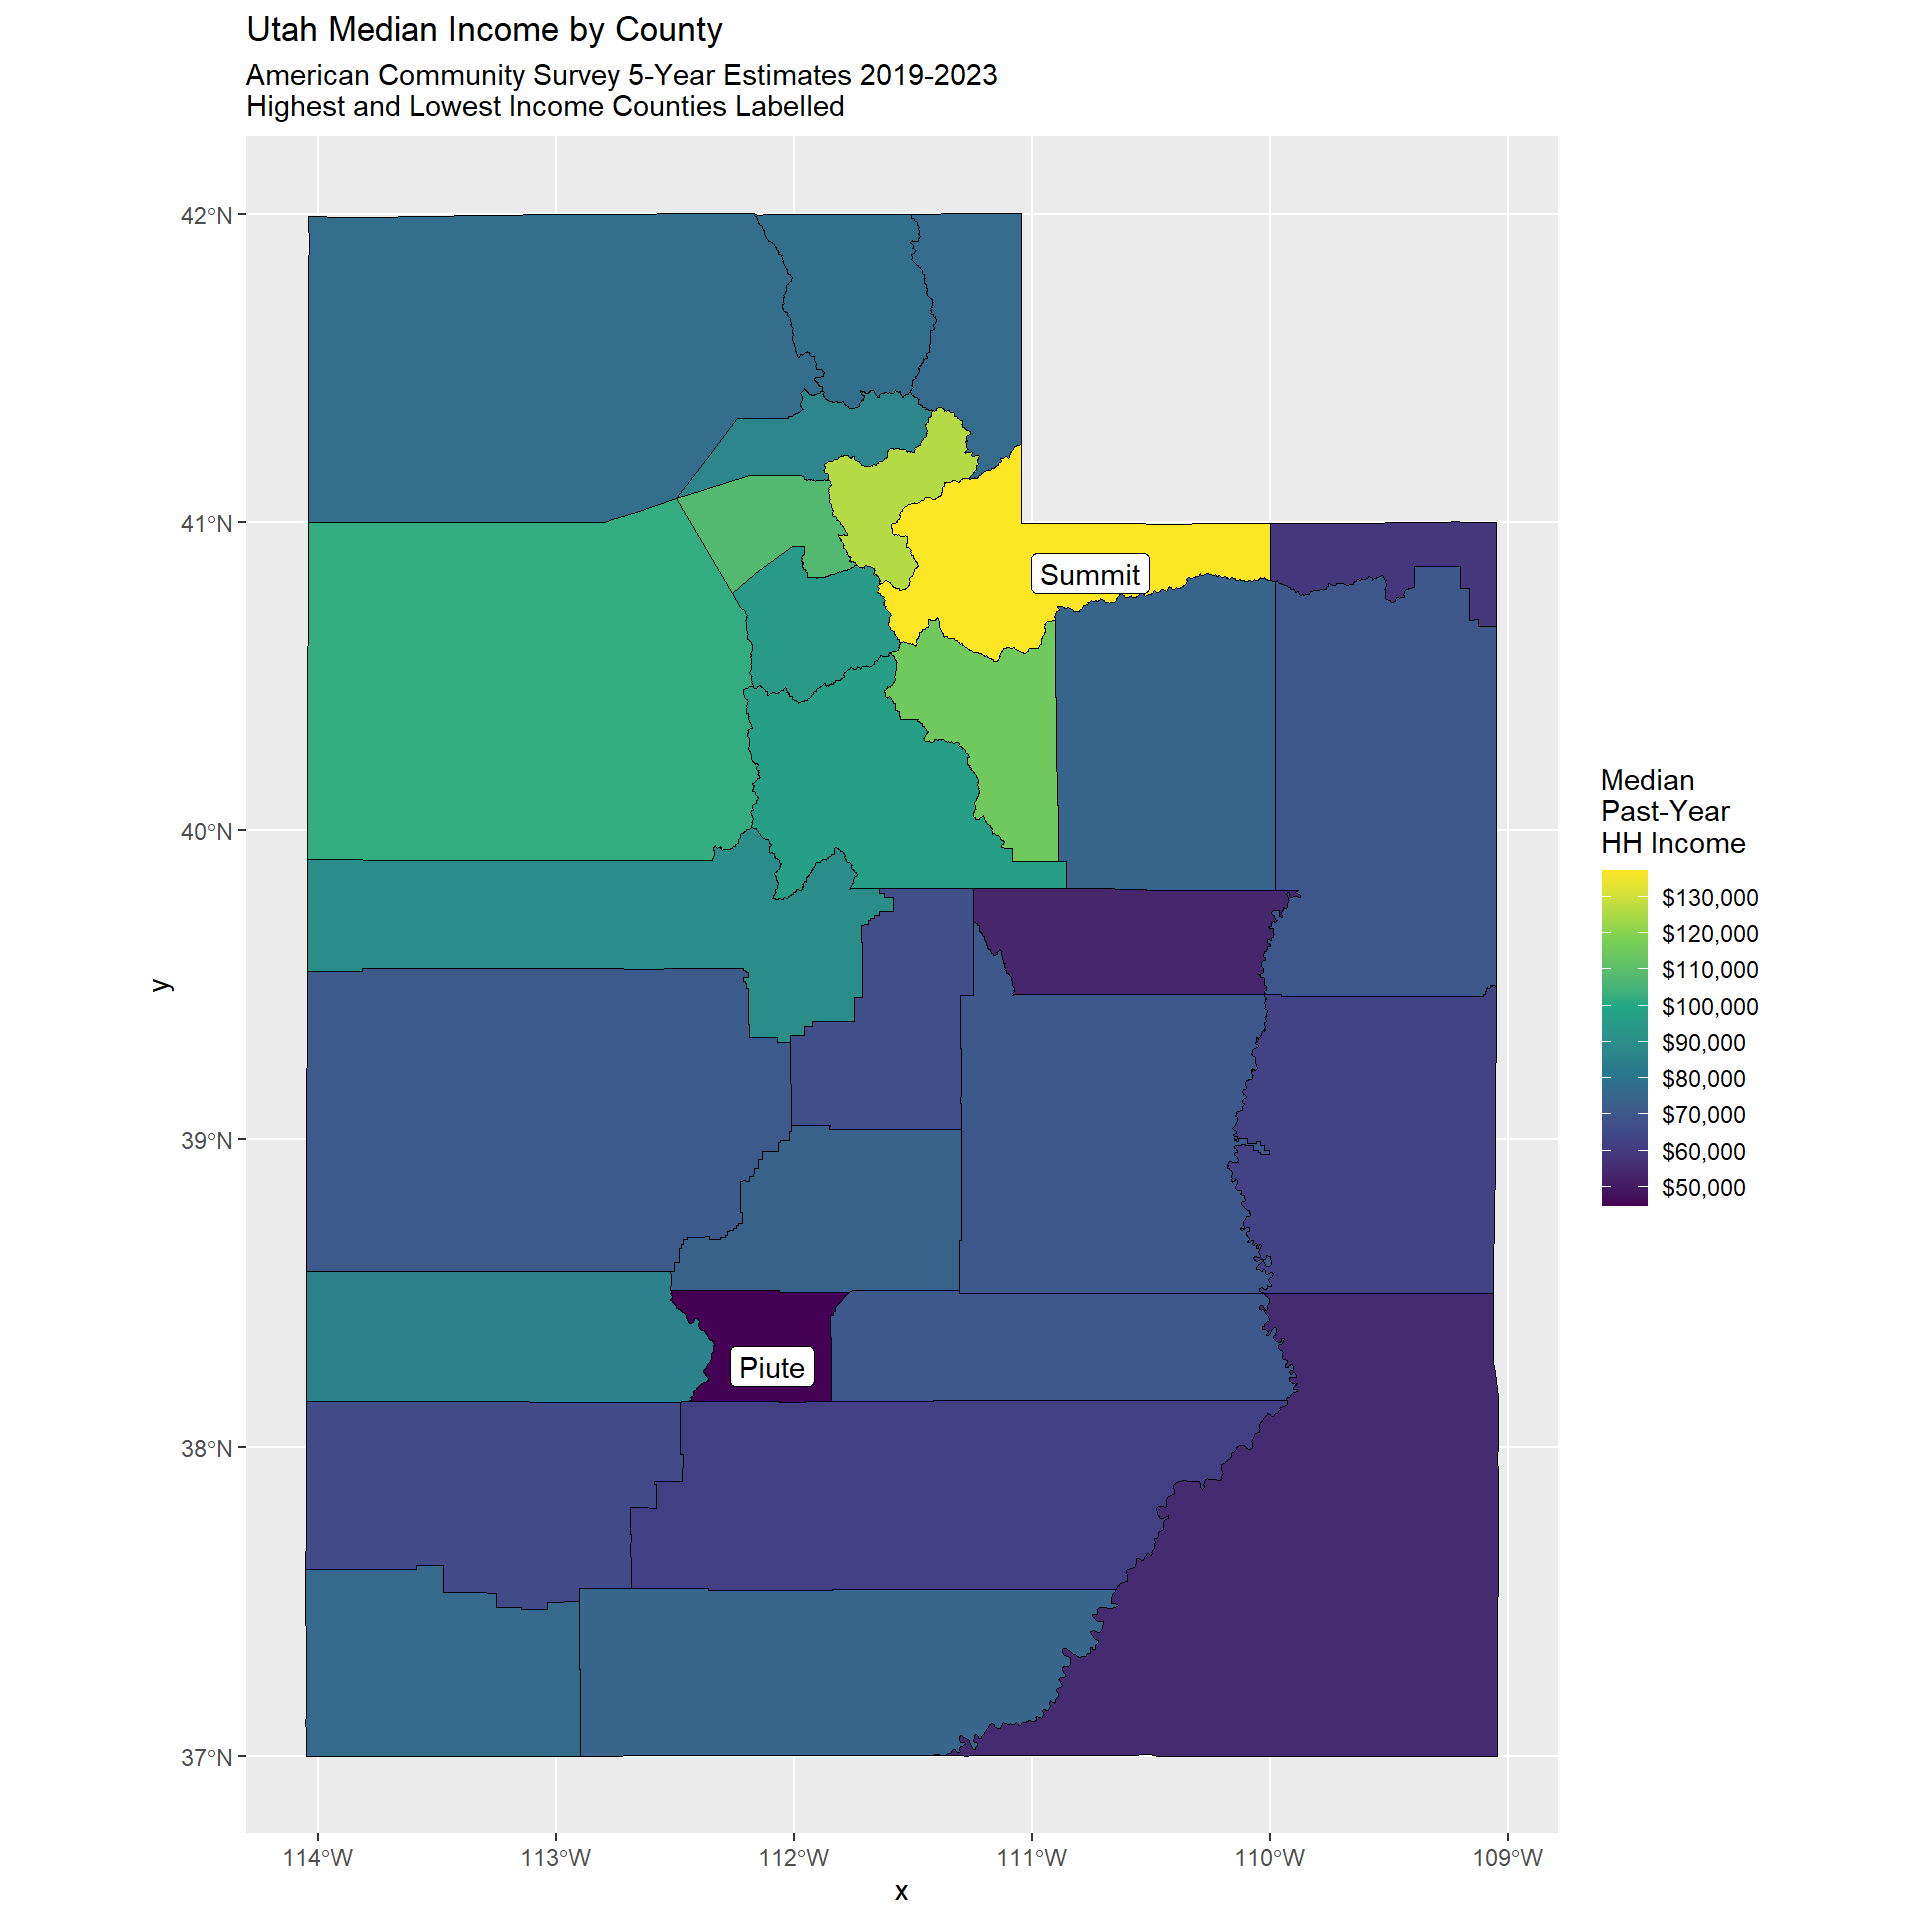 Utah Median Income by County
American Community Survey 5-Year Estimates 2019-2023
Highest and Lowest Income Counties Labelled
42°N
41°N
40°N
39°N
38°N
37°N
y
Summit
Piute
114°W
113°W
112°W
111°W
110°W
109°W
x
Median
Past-Year
HH Income
$130,000
$120,000
$110,000
$100,000
$90,000
$80,000
$70,000
$60,000
$50,000